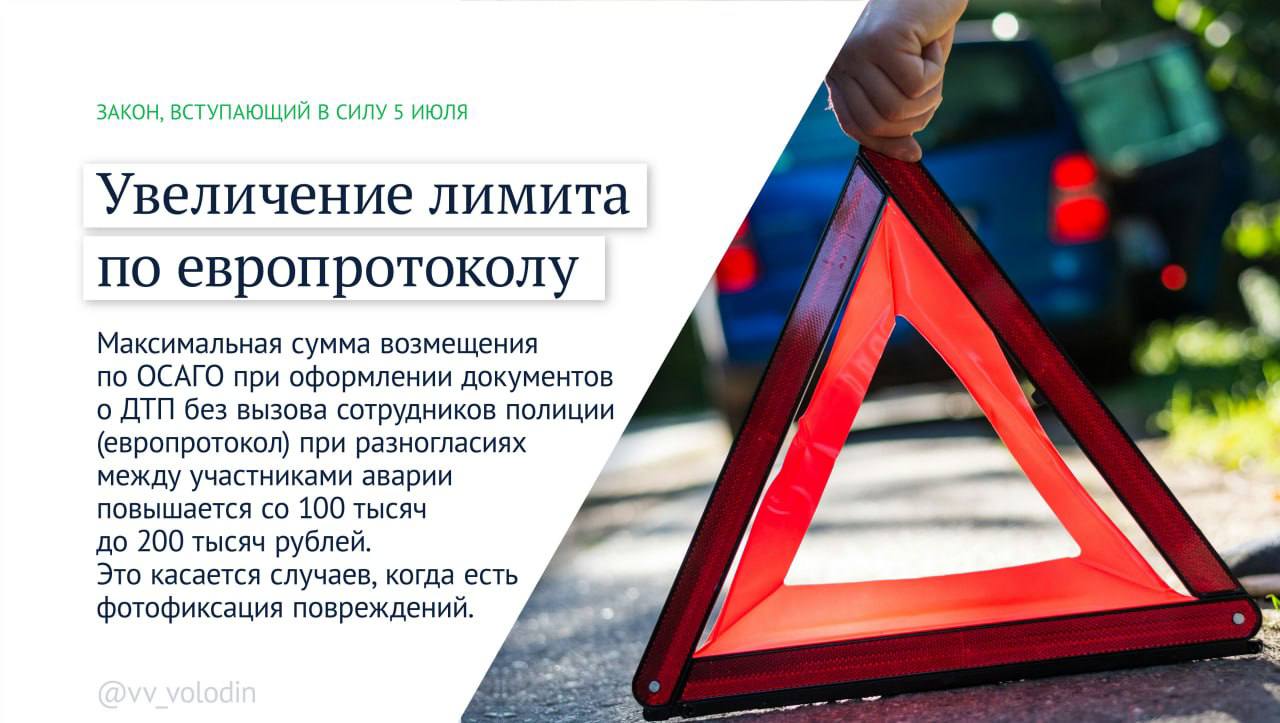 ЗАКОН, ВСТУПАЮЩИЙ В СИЛУ 5 ИЮЛЯ
Увеличение лимита
по европротоколу
Максимальная сумма возмещения
по ОСАГО при оформлении документов
о ДТП без вызова сотрудников полиции
(европротокол) при разногласиях
между участниками аварии
повышается со 100 тысяч
до 200 тысяч рублей.
Это касается случаев, когда есть
фотофиксация повреждений.
@vv_volodin